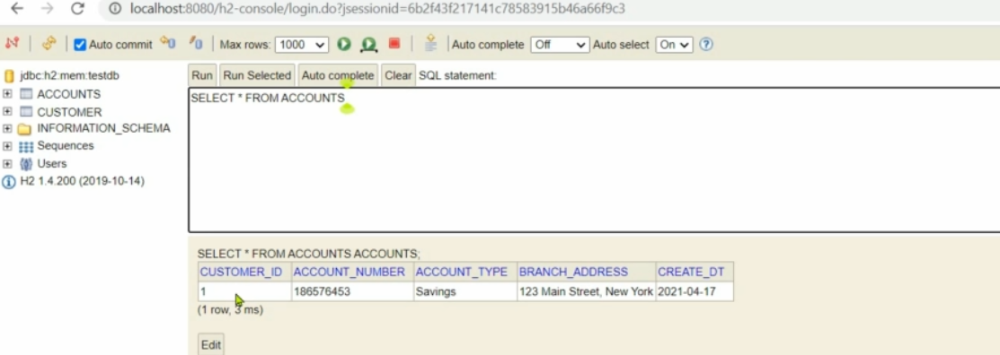 localhost:8080/h2-console/login.do?jsessionid=6b2f43f217141c78583915b46a66f9c3
Auto commit Max rows: 1000 Auto complete Off Auto select On
jdbc:h2:mem:testdb
ACCOUNTS
CUSTOMER
INFORMATION_SCHEMA
Sequences
Users
H2 1.4.200 (2019-10-14)
Run Run Selected Auto complete Clear SQL statement:
SELECT * FROM ACCOUNTS
SELECT * FROM ACCOUNTS ACCOUNTS;
CUSTOMER_ID ACCOUNT_NUMBER ACCOUNT_TYPE BRANCH_ADDRESS CREATE_DT
1 186576453 Savings 123 Main Street, New York 2021-04-17
(1 row, 3 ms)
Edit